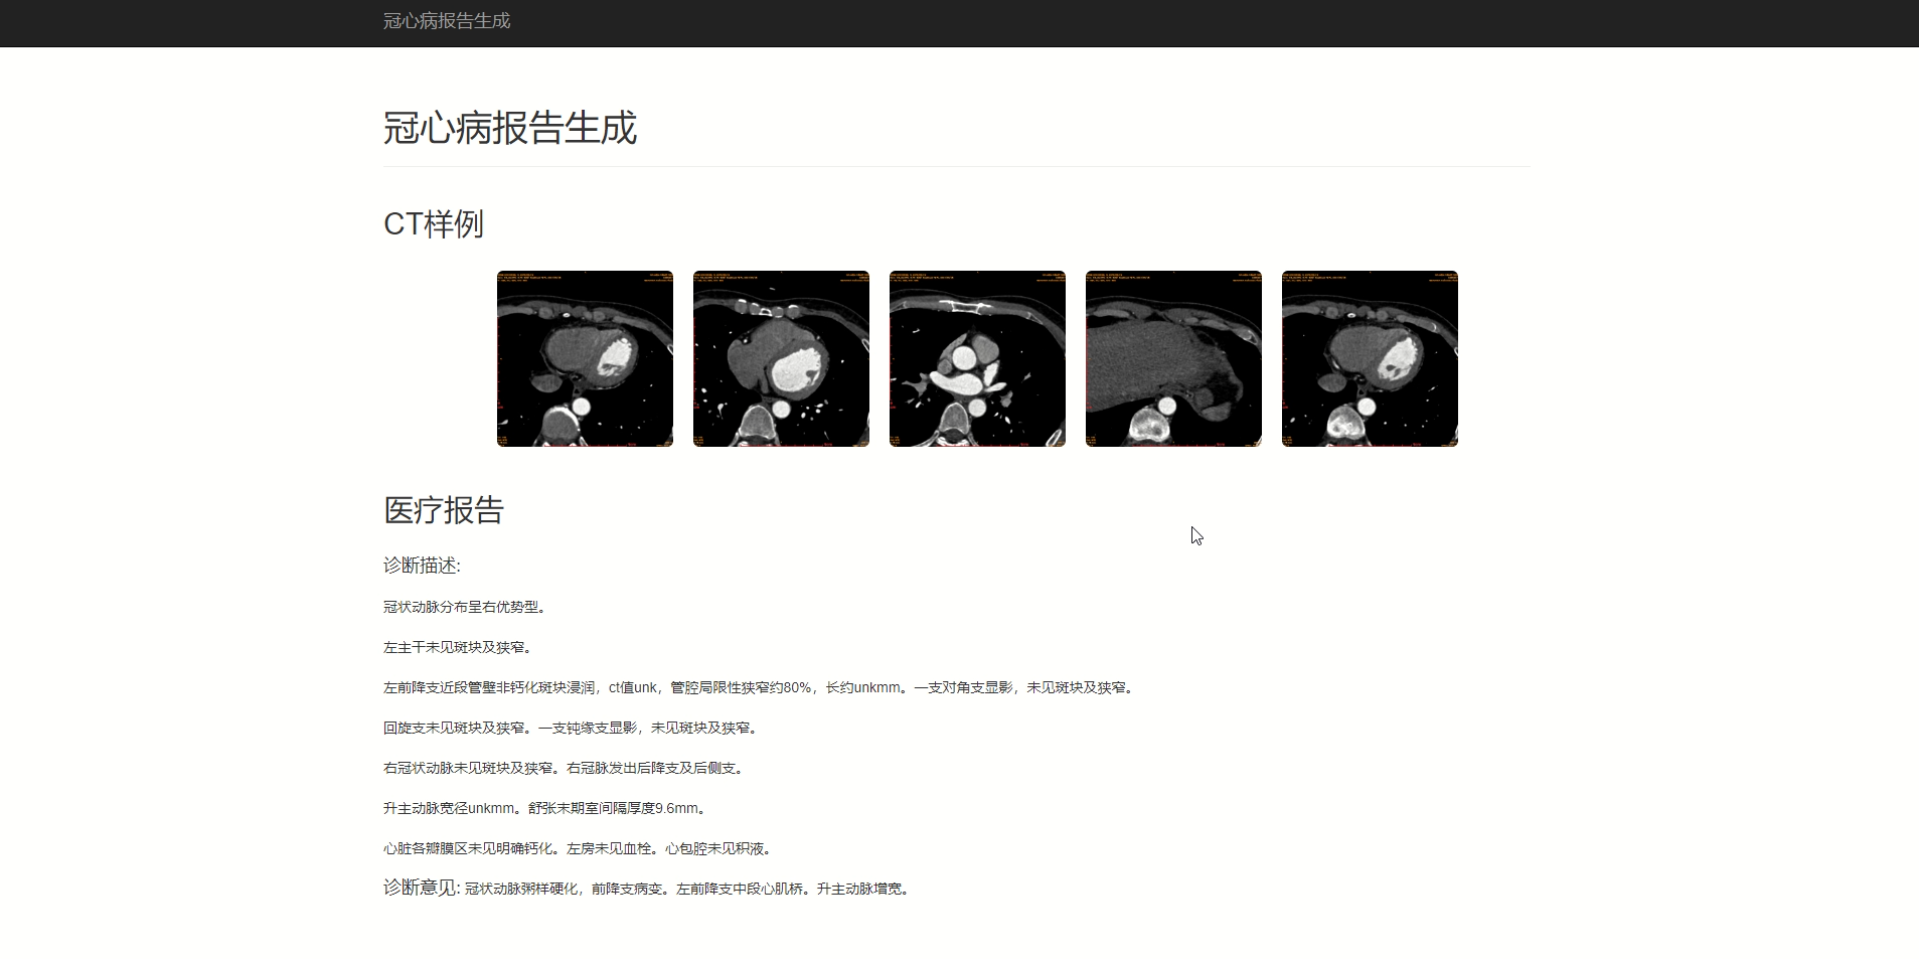 冠心病报告生成
冠心病报告生成
CT样例
医疗报告
诊断描述:
冠状动脉分布呈右优势型。
左主干未见斑块及狭窄。
左前降支近段管壁非钙化斑块浸润，ct值unk，管腔局限性狭窄约80%，长约unkmm。一支对角支显影，未见斑块及狭窄。
回旋支未见斑块及狭窄。一支钝缘支显影，未见斑块及狭窄。
右冠状动脉未见斑块及狭窄。右冠脉发出后降支及后侧支。
升主动脉宽径unkmm。舒张末期室间隔厚度9.6mm。
心脏各瓣膜区未见明确钙化。左房未见血栓。心包腔未见积液。
诊断意见: 冠状动脉粥样硬化，前降支病变。左前降支中段心肌桥。升主动脉增宽。